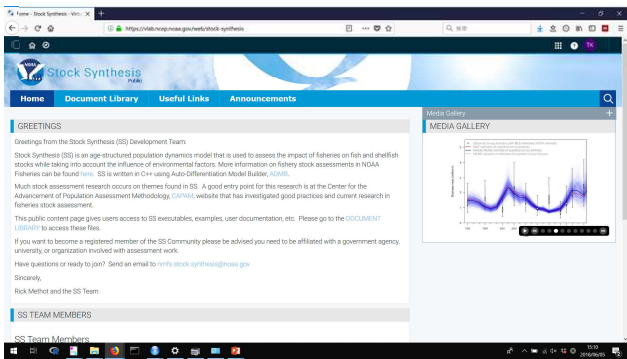 Home - Stock Synthesis - Virtu
https://vlab.ncep.noaa.gov/web/stock-synthesis
検索
TK
NOAA
Stock Synthesis
Public
Home
Document Library
Useful Links
Announcements
GREETINGS
Greetings from the Stock Synthesis (SS) Development Team:
Stock Synthesis (SS) is an age-structured population dynamics model that is used to assess the impact of fisheries on fish and shellfish
stocks while taking into account the influence of environmental factors. More information on fishery stock assessments in NOAA
Fisheries can be found here. SS is written in C++ using Auto-Differentiation Model Builder, ADMB.
Much stock assessment research occurs on themes found in SS. A good entry point for this research is at the Center for the
Advancement of Population Assessment Methodology, CAPAM, website that has investigated good practices and current research in
fisheries stock assessment.
This public content page gives users access to SS executables, examples, user documentation, etc. Please go to the DOCUMENT
LIBRARY to access these files.
If you want to become a registered member of the SS Community please be advised you need to be affiliated with a government agency,
university, or organization involved with assessment work.
Have questions or ready to join? Send an email to nmfs.stock.synthesis@noaa.gov
Sincerely,
Rick Methot and the SS Team
SS TEAM MEMBERS
SS Team Members
Media Gallery
MEDIA GALLERY
15:10
2018/06/05